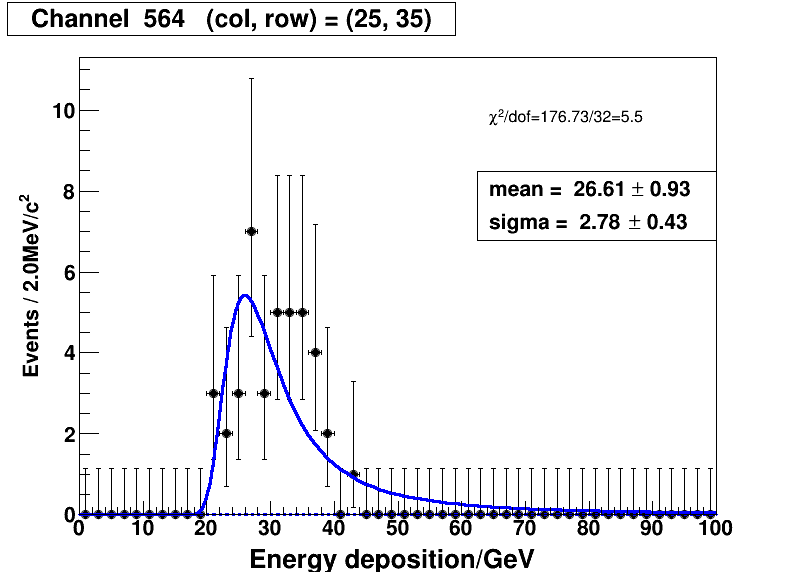 Channel 564 (col, row) = (25, 35)
χ²/dof=176.73/32=5.5
mean = 26.61 ± 0.93
sigma = 2.78 ± 0.43
Events / 2.0MeV/c²
10
8
6
4
2
0
0 10 20 30 40 50 60 70 80 90 100
Energy deposition/GeV